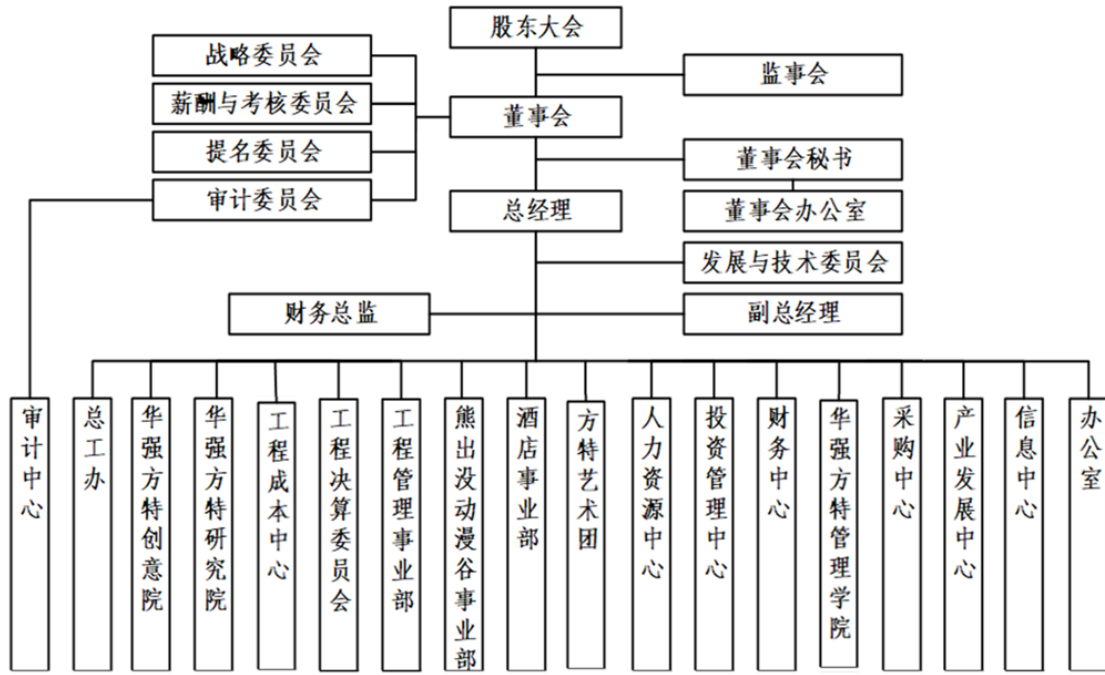 股东大会
战略委员会
监事会
薪酬与考核委员会
董事会
提名委员会
董事会秘书
审计委员会
总经理
董事会办公室
发展与技术委员会
财务总监
副总经理
审计中心
总工办
华强方特创意院
华强方特研究院
工程成本中心
工程决算委员会
工程管理事业部
熊出没动漫谷事业部
酒店事业部
方特艺术团
人力资源中心
投资管理中心
财务中心
华强方特管理学院
采购中心
产业发展中心
信息中心
办公室